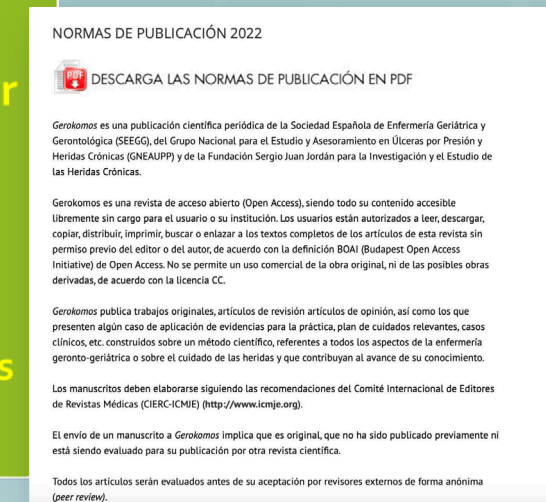 NORMAS DE PUBLICACIÓN 2022
PDF
DESCARGA LAS NORMAS DE PUBLICACIÓN EN PDF
r
Gerokomos es una publicación científica periódica de la Sociedad Española de Enfermería Geriátrica y
Gerontológica (SEEGG), del Grupo Nacional para el Estudio y Asesoramiento en Úlceras por Presión y
Heridas Crónicas (GNEAUPP) y de la Fundación Sergio Juan Jordán para la Investigación y el Estudio de
las Heridas Crónicas.
Gerokomos es una revista de acceso abierto (Open Access), siendo todo su contenido accesible
libremente sin cargo para el usuario o su institución. Los usuarios están autorizados a leer, descargar,
copiar, distribuir, imprimir, buscar o enlazar a los textos completos de los artículos de esta revista sin
permiso previo del editor o del autor, de acuerdo con la definición BOAI (Budapest Open Access
Initiative) de Open Access. No se permite un uso comercial de la obra original, ni de las posibles obras
derivadas, de acuerdo con la licencia CC.
Gerokomos publica trabajos originales, artículos de revisión artículos de opinión, así como los que
presenten algún caso de aplicación de evidencias para la práctica, plan de cuidados relevantes, casos
clínicos, etc. construidos sobre un método científico, referentes a todos los aspectos de la enfermería
geronto-geriátrica o sobre el cuidado de las heridas y que contribuyan al avance de su conocimiento.
s
Los manuscritos deben elaborarse siguiendo las recomendaciones del Comité Internacional de Editores
de Revistas Médicas (CIERC-ICMJE) (http://www.icmje.org).
El envío de un manuscrito a Gerokomos implica que es original, que no ha sido publicado previamente ni
está siendo evaluado para su publicación por otra revista científica.
Todos los artículos serán evaluados antes de su aceptación por revisores externos de forma anónima
(peer review).